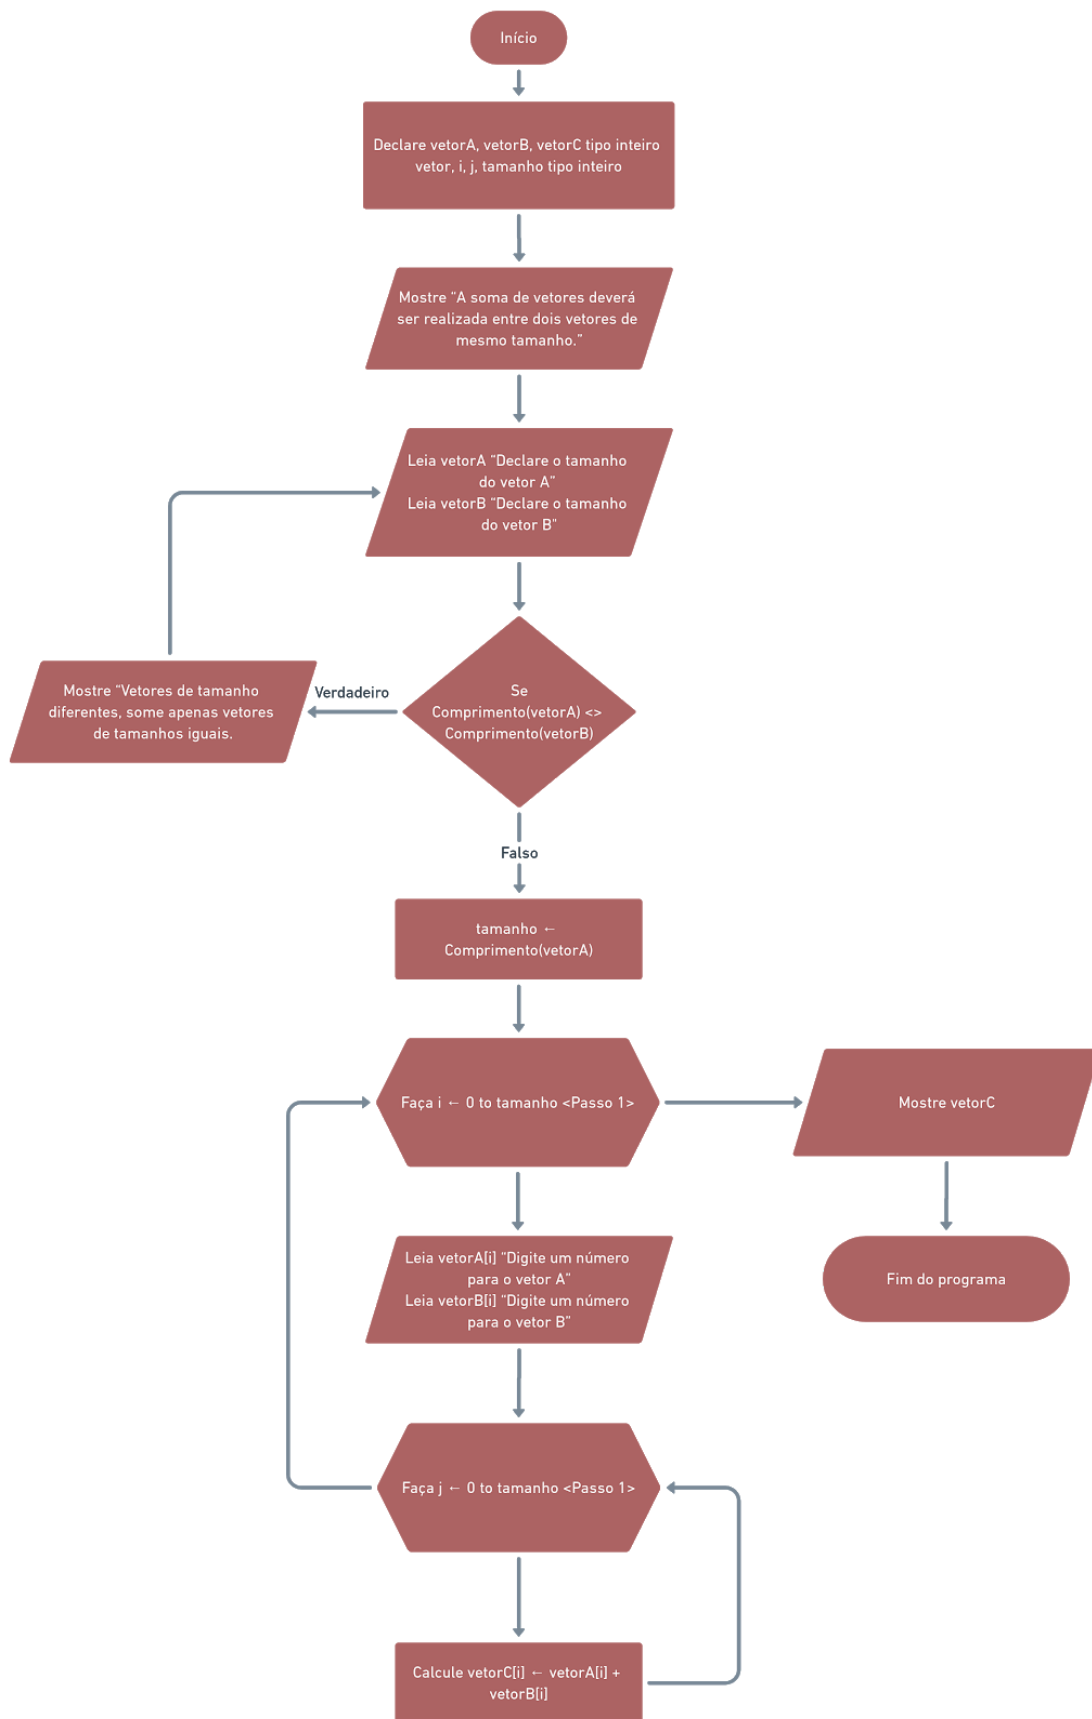 Início
Declare vetorA, vetorB, vetorC tipo inteiro
vetor, i, j, tamanho tipo inteiro
Mostre “A soma de vetores deverá
ser realizada entre dois vetores de
mesmo tamanho.”
Leia vetorA “Declare o tamanho
do vetor A”
Leia vetorB “Declare o tamanho
do vetor B”
Se
Comprimento(vetorA) <>
Comprimento(vetorB)
Verdadeiro
Mostre “Vetores de tamanho
diferentes, some apenas vetores
de tamanhos iguais.
Falso
tamanho ←
Comprimento(vetorA)
Faça i ← 0 to tamanho <Passo 1>
Mostre vetorC
Fim do programa
Leia vetorA[i] “Digite um número
para o vetor A”
Leia vetorB[i] “Digite um número
para o vetor B”
Faça j ← 0 to tamanho <Passo 1>
Calcule vetorC[i] ← vetorA[i] +
vetorB[i]